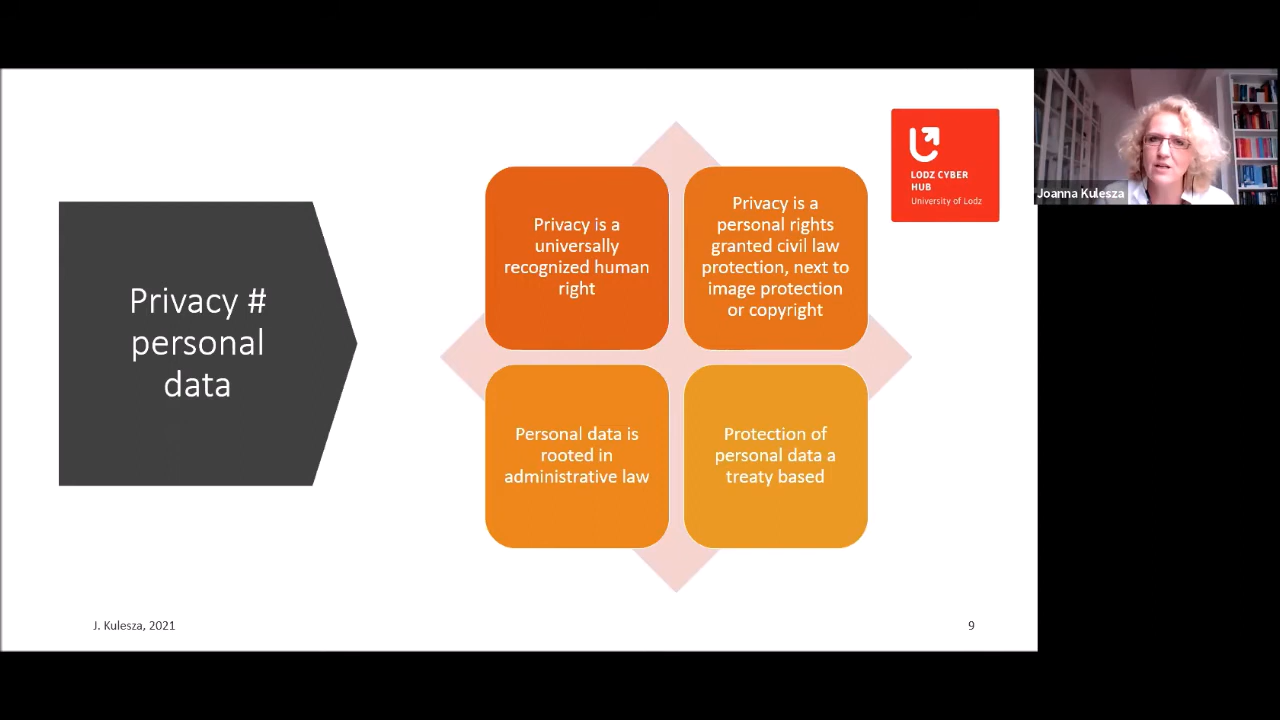 Privacy #
personal
data
Privacy is a
universally
recognized human
right
Privacy is a
personal rights
granted civil law
protection, next to
image protection
or copyright
Personal data is
rooted in
administrative law
Protection of
personal data a
treaty based
LODZ CYBER
HUB
University of Lodz
Joanna Kulesza
J. Kulesza, 2021
9